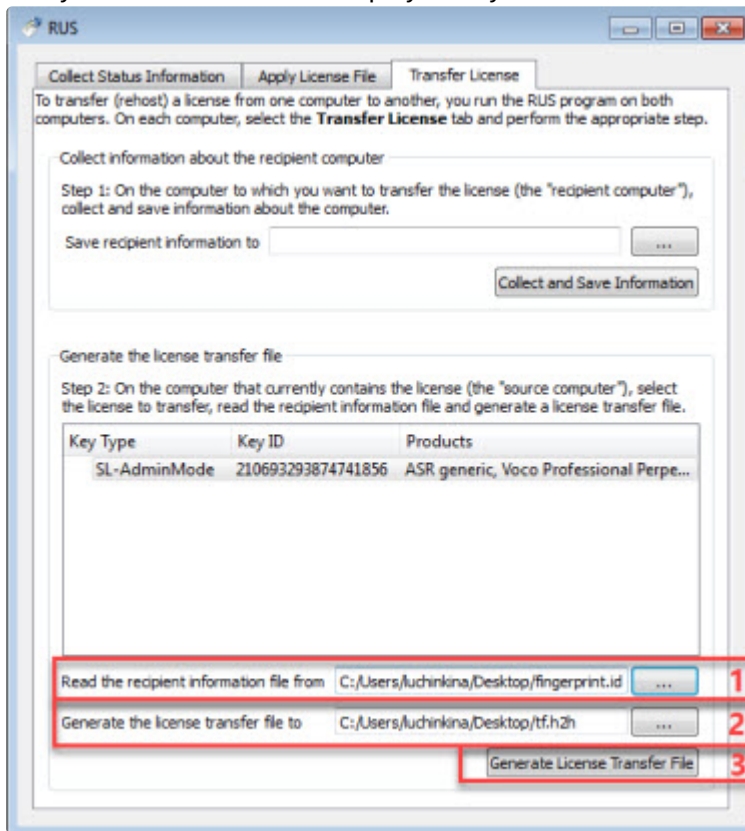 RUS
Collect Status Information Apply License File Transfer License
To transfer (rehost) a license from one computer to another, you run the RUS program on both
computers. On each computer, select the Transfer License tab and perform the appropriate step.
Collect information about the recipient computer
Step 1: On the computer to which you want to transfer the license (the "recipient computer"),
collect and save information about the computer.
Save recipient information to ...
Collect and Save Information
Generate the license transfer file
Step 2: On the computer that currently contains the license (the "source computer"), select
the license to transfer, read the recipient information file and generate a license transfer file.
Key Type Key ID Products
SL-AdminMode 210693293874741856 ASR generic, Voco Professional Perpe...
Read the recipient information file from C:/Users/luchinkina/Desktop/fingerprint.id ... 1
Generate the license transfer file to C:/Users/luchinkina/Desktop/tf.h2h ... 2
Generate License Transfer File 3